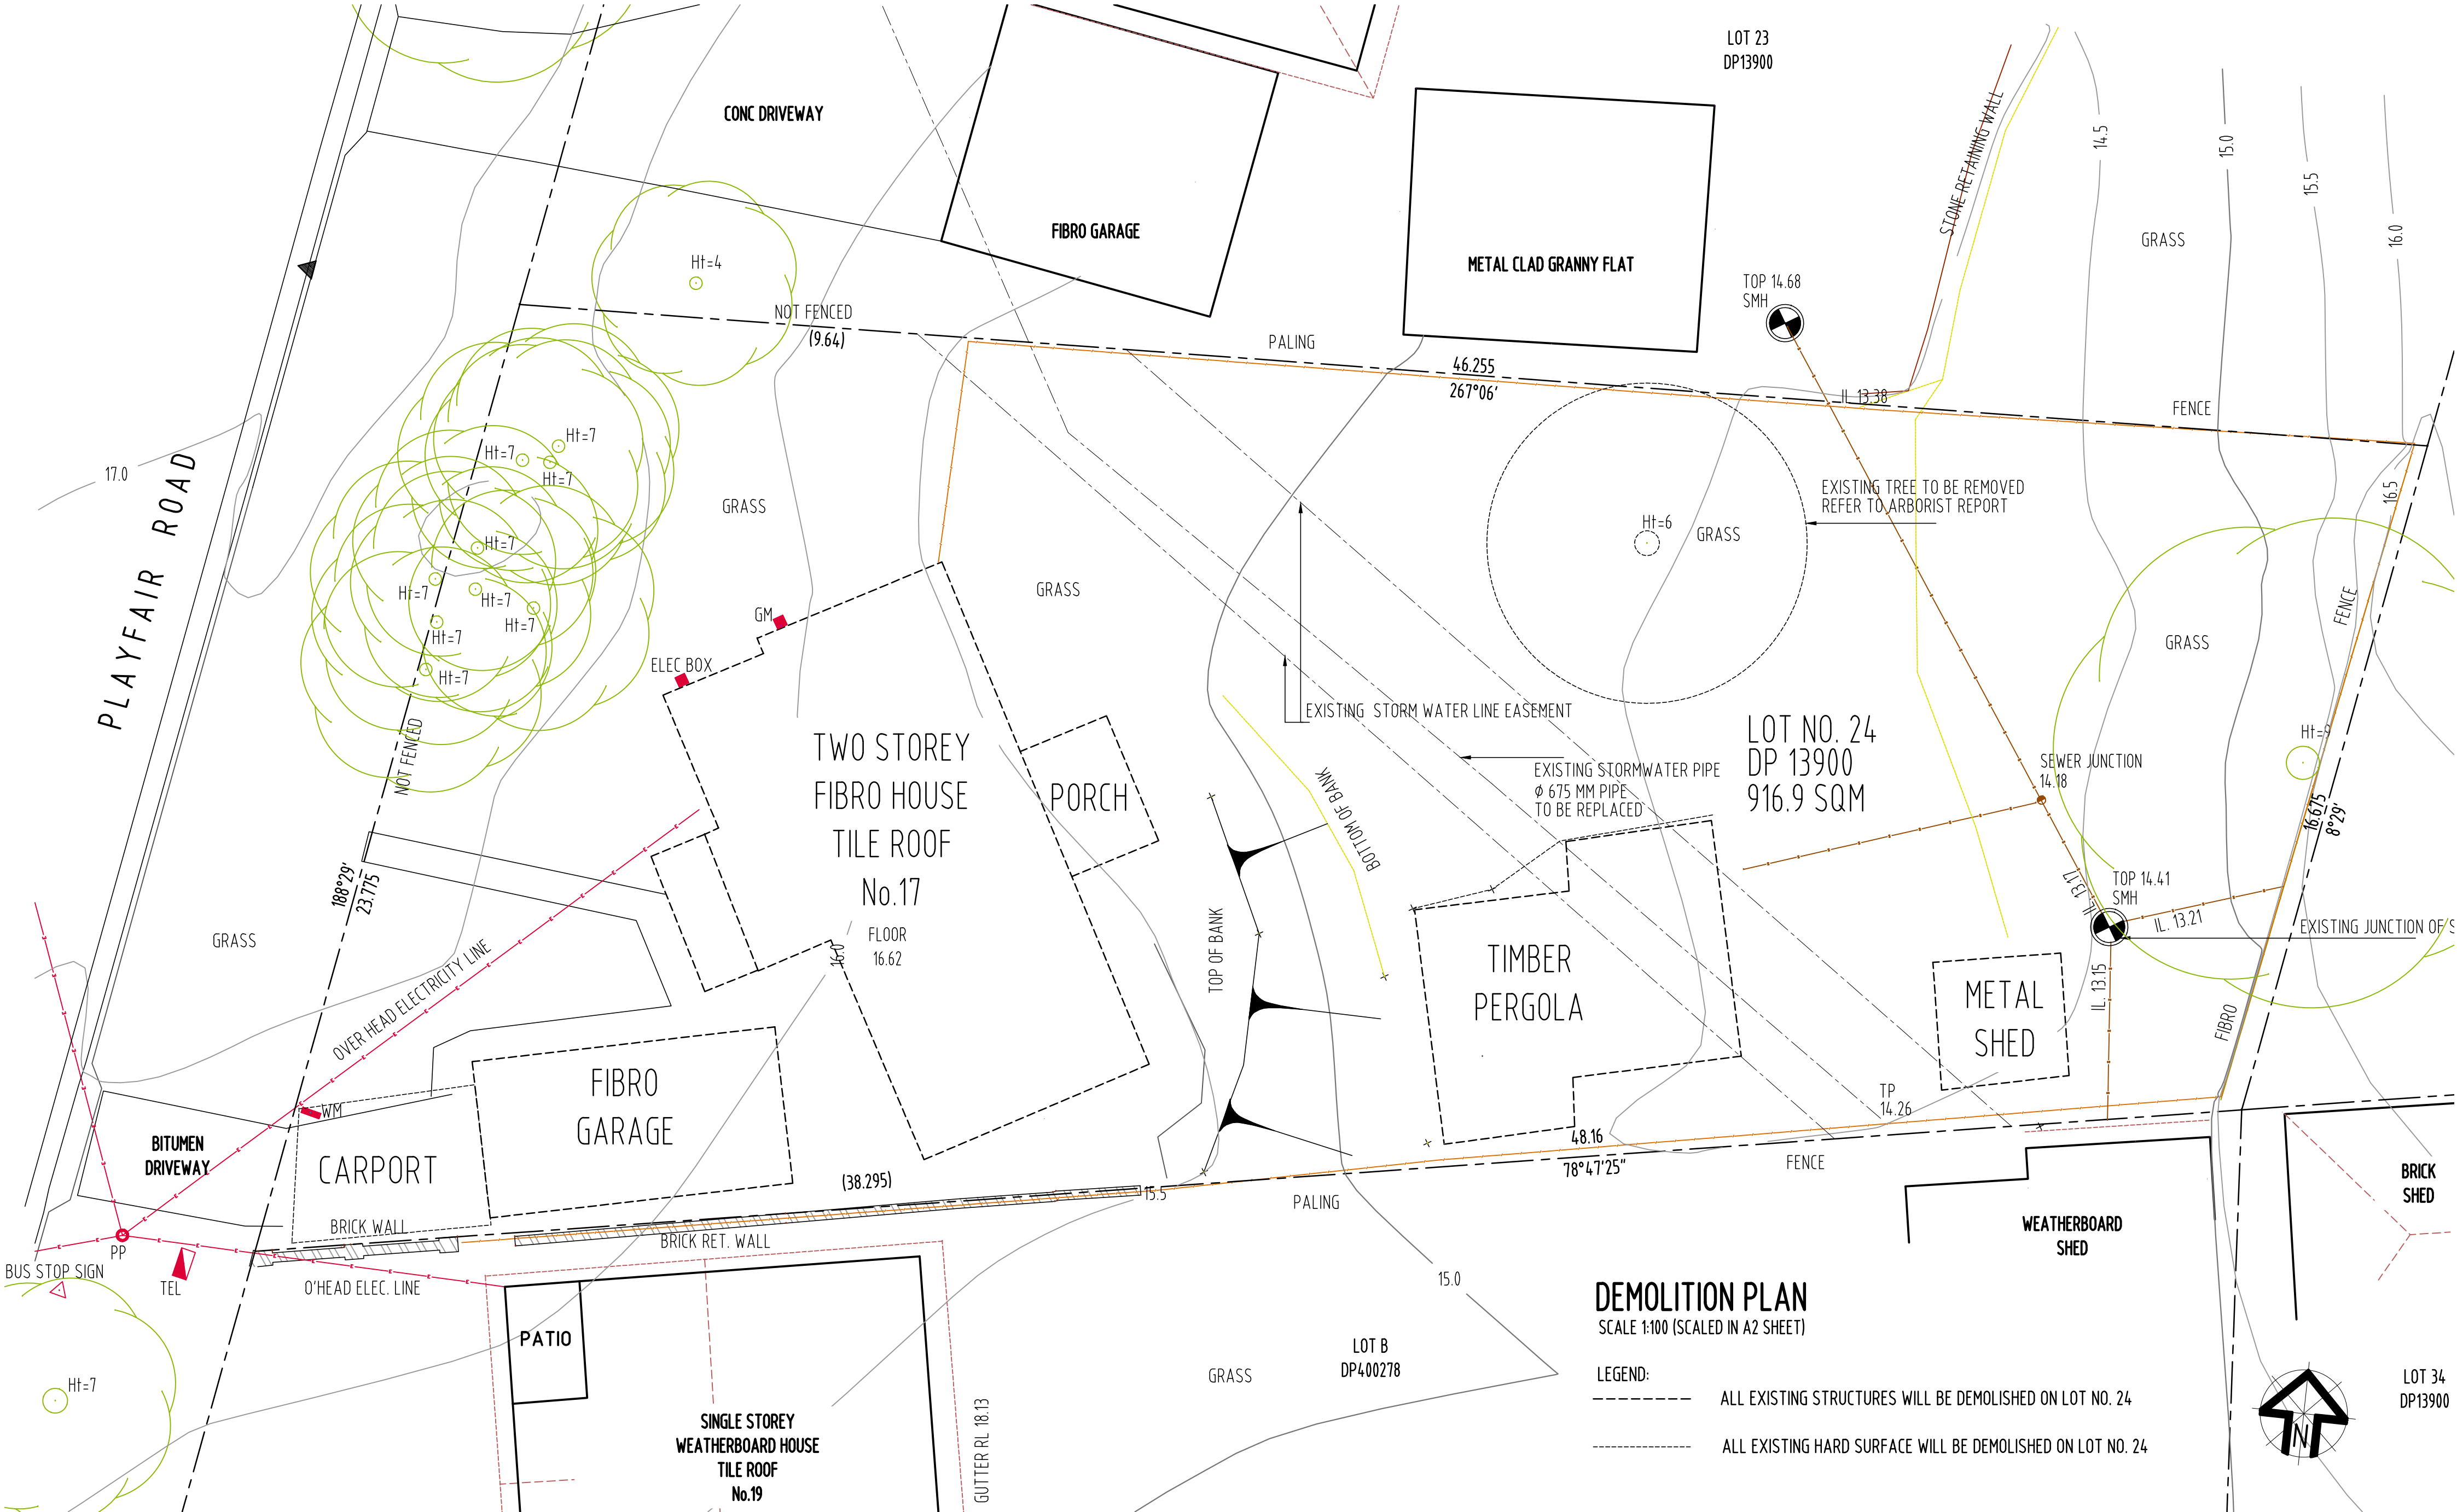 LOT 23
DP13900
CONC DRIVEWAY
FIBRO GARAGE
METAL CLAD GRANNY FLAT
STONE RETAINING WALL
14.5
15.0
15.5
16.0
GRASS
Ht=4
TOP 14.68
SMH
NOT FENCED
(9.64)
PALING
46.255
267°06'
IL 13.38
FENCE
17.0
PLAYFAIR ROAD
Ht=7
Ht=7
Ht=7
Ht=7
Ht=7
Ht=7
Ht=7
Ht=7
Ht=7
GRASS
GRASS
Ht=6
GRASS
EXISTING TREE TO BE REMOVED
REFER TO ARBORIST REPORT
16.5
FENCE
GRASS
GM
ELEC BOX
NOT FENCED
TWO STOREY
FIBRO HOUSE
TILE ROOF
No.17
FLOOR
16.62
16.0
PORCH
EXISTING STORM WATER LINE EASEMENT
EXISTING STORMWATER PIPE
Ø 675 MM PIPE
TO BE REPLACED
BOTTOM OF BANK
TOP OF BANK
LOT NO. 24
DP 13900
916.9 SQM
SEWER JUNCTION
14.18
Ht=9
16.675
8°29'
188°29'
23.775
GRASS
OVER HEAD ELECTRICITY LINE
TIMBER
PERGOLA
METAL
SHED
IL. 13.17
TOP 14.41
SMH
IL. 13.21
EXISTING JUNCTION OF S
IL. 13.15
FIBRO
FIBRO
GARAGE
WM
BITUMEN
DRIVEWAY
CARPORT
BRICK WALL
(38.295)
15.5
BRICK RET. WALL
PALING
48.16
78°47'25"
TP
14.26
FENCE
WEATHERBOARD
SHED
BRICK
SHED
PP
BUS STOP SIGN
TEL
O'HEAD ELEC. LINE
Ht=7
PATIO
SINGLE STOREY
WEATHERBOARD HOUSE
TILE ROOF
No.19
GUTTER RL 18.13
GRASS
LOT B
DP400278
15.0
DEMOLITION PLAN
SCALE 1:100 (SCALED IN A2 SHEET)
LEGEND:
ALL EXISTING STRUCTURES WILL BE DEMOLISHED ON LOT NO. 24
ALL EXISTING HARD SURFACE WILL BE DEMOLISHED ON LOT NO. 24
N
LOT 34
DP13900